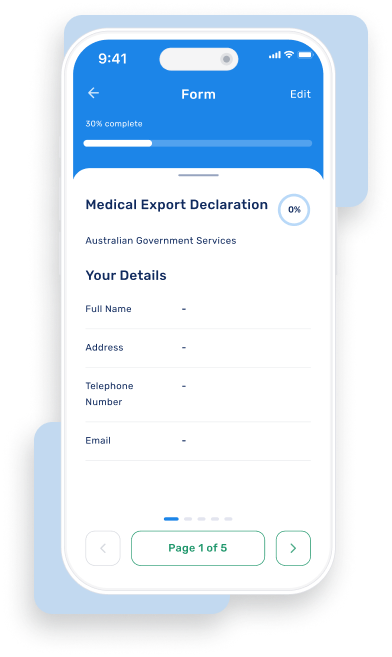 9:41
Form
Edit
30% complete
Medical Export Declaration
0%
Australian Government Services
Your Details
Full Name -
Address -
Telephone -
Number
Email -
Page 1 of 5